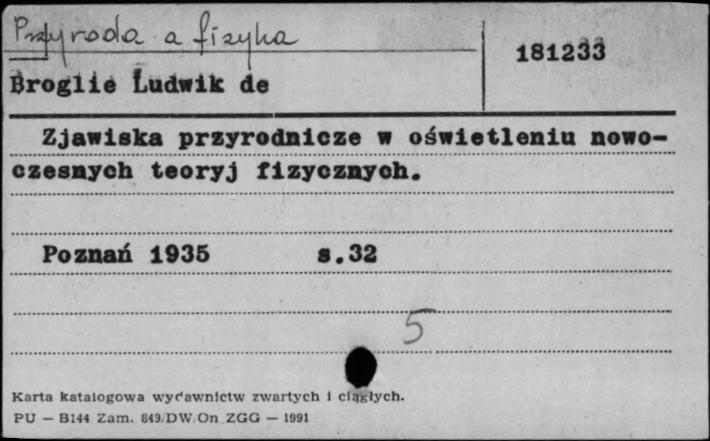 Przyroda a fizyka
181233
Broglie Ludwik de
Zjawiska przyrodnicze w oświetleniu nowo-
czesnych teoryj fizycznych.
Poznań 1935 s.32
5
Karta katalogowa wydawnictw zwartych i ciągłych.
PU — B144 Zam. 849/DW/On ZGG — 1991